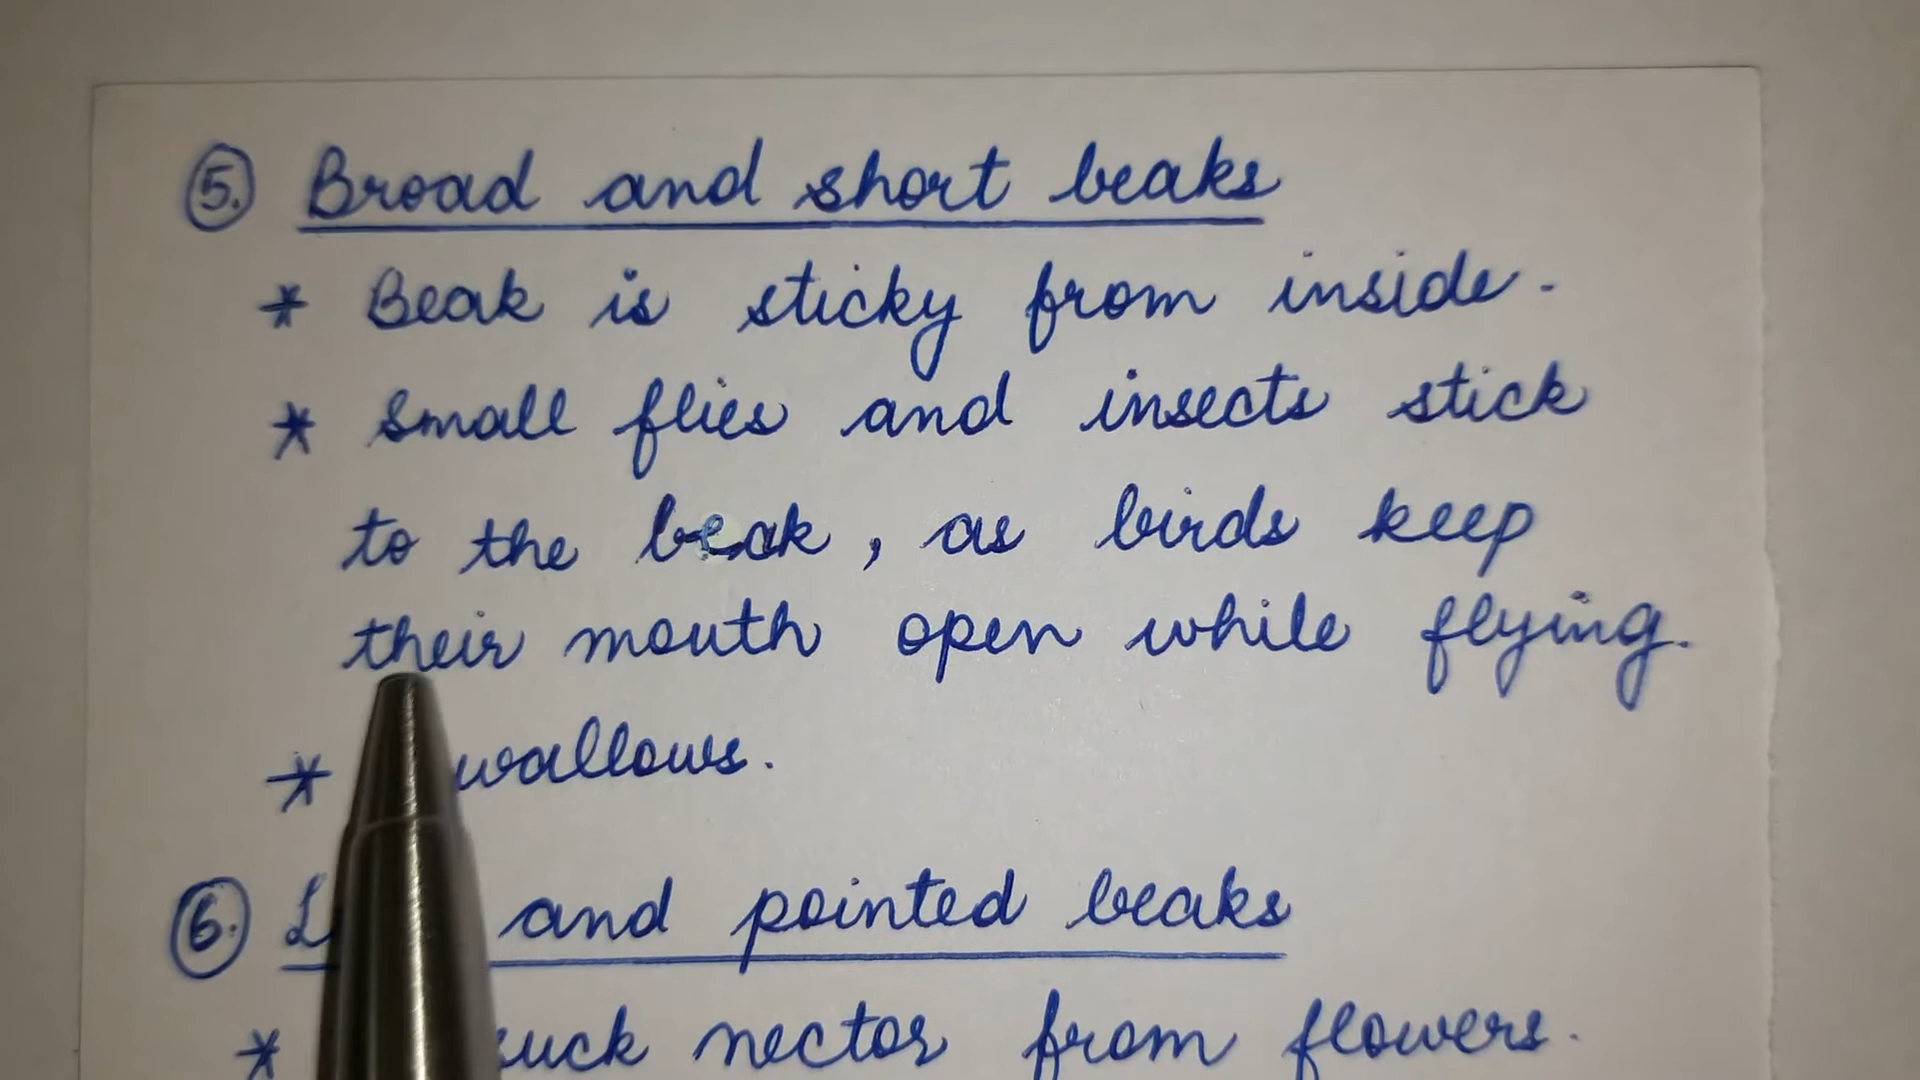 5. Broad and short beaks
* Beak is sticky from inside.
* Small flies and insects stick
to the beak, as birds keep
their mouth open while flying.
* wallows.
6. L and pointed beaks
* suck nector from flowers.